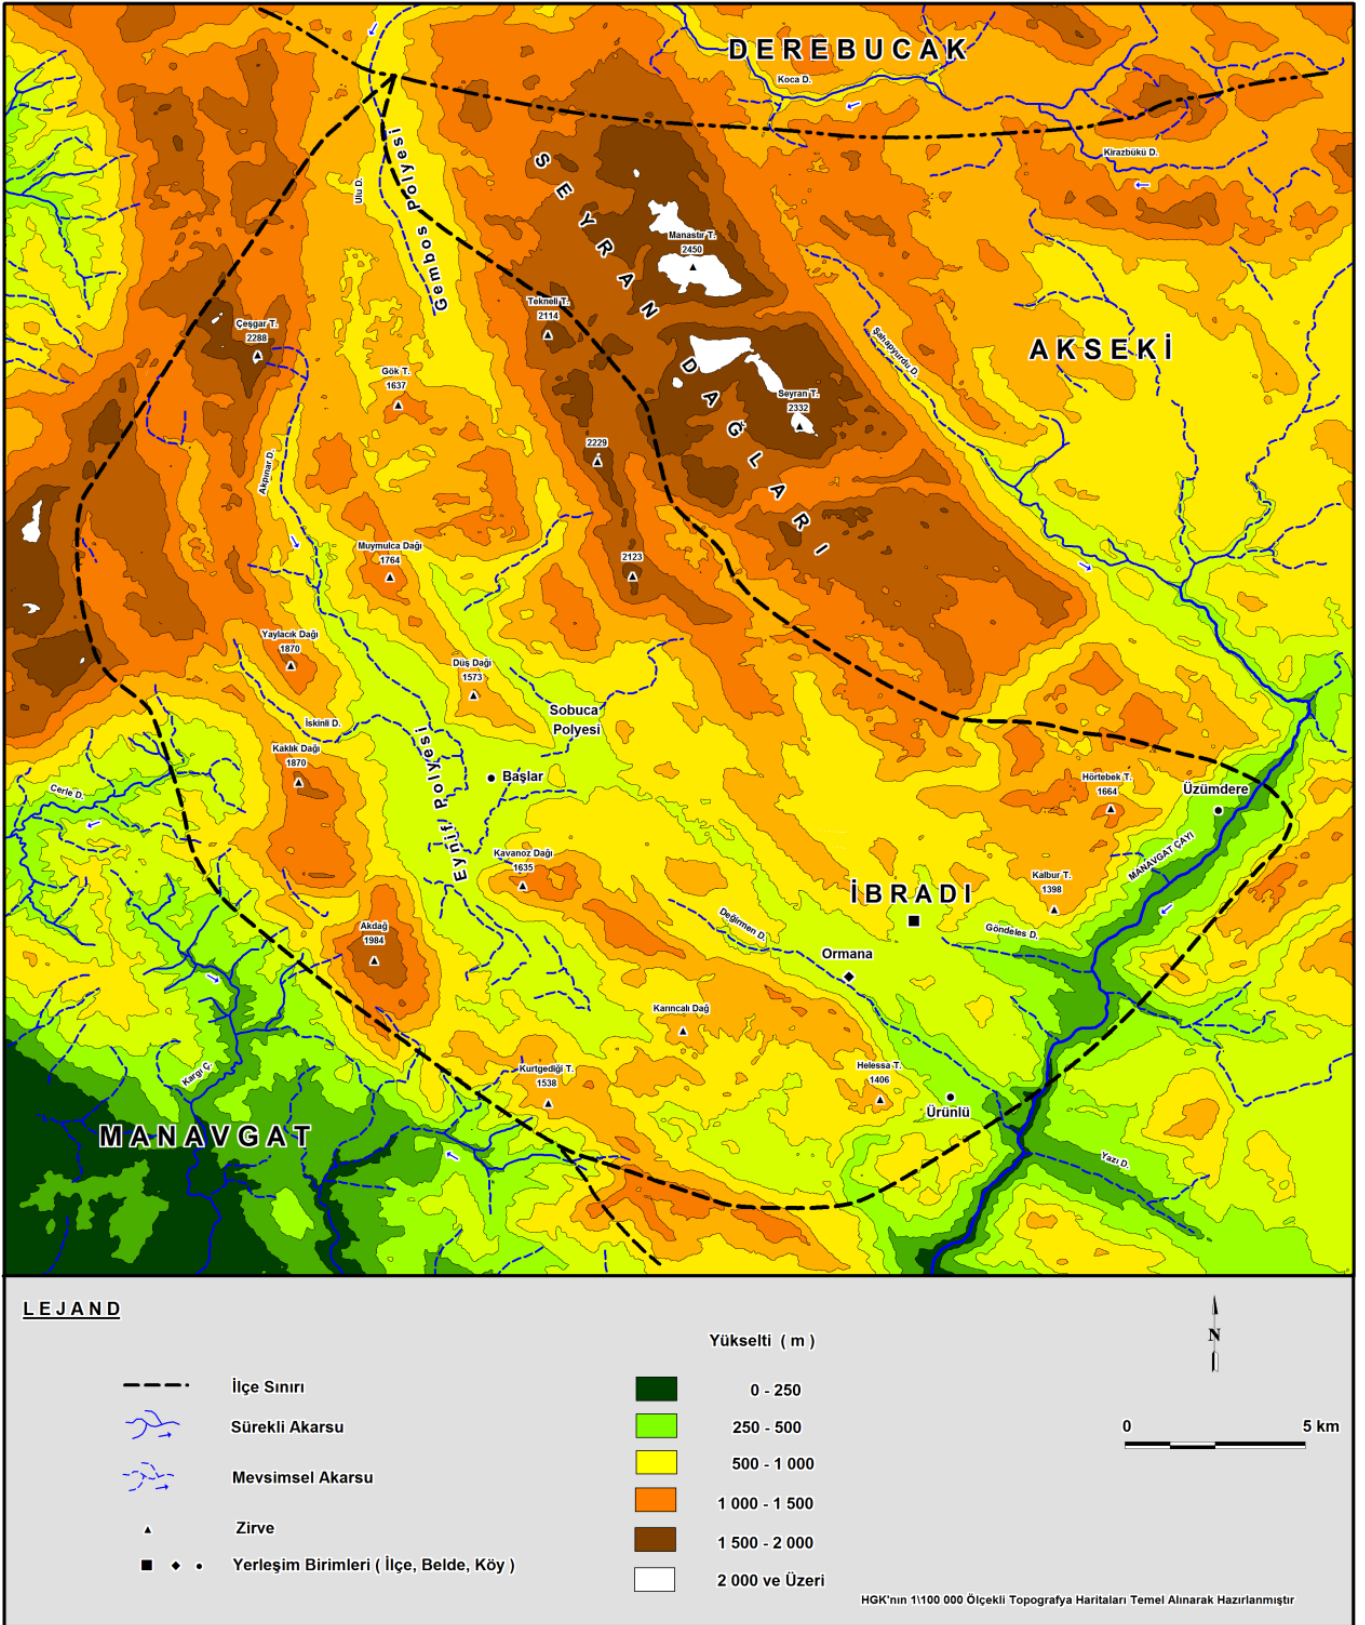 DEREBUCAK
Koca D.
Kirazbükü D.
Gembos Polyesi
Ulu D.
SEYRAN DAĞLARI
Manastır T.
2450
Tekneli T.
2114
Çeşgar T.
2288
AKSEKİ
Şahapyurdu D.
Gök T.
1637
Seyran T.
2332
2229
Akpınar D.
Muymulca Dağı
1764
2123
Yaylacık Dağı
1870
Düş Dağı
1573
Sobuca
Polyesi
İskinli D.
Kaklık Dağı
1870
Eynif Polyesi
Başlar
Hörtebek T.
1664
Üzümdere
Cerle D.
MANAVGAT ÇAYI
Kavanoz Dağı
1635
Kalbur T.
1398
İBRADI
Değirmen D.
Göndeles D.
Akdağ
1984
Ormana
Karıncalı Dağ
Kurtgediği T.
1538
Helessa T.
1406
Ürünlü
Kargı Ç.
MANAVGAT
Yazı D.
LEJAND
İlçe Sınırı
Sürekli Akarsu
Mevsimsel Akarsu
Zirve
Yerleşim Birimleri ( İlçe, Belde, Köy )
Yükselti ( m )
0 - 250
250 - 500
500 - 1 000
1 000 - 1 500
1 500 - 2 000
2 000 ve Üzeri
N
0 5 km
HGK'nın 1\100 000 Ölçekli Topografya Haritaları Temel Alınarak Hazırlanmıştır